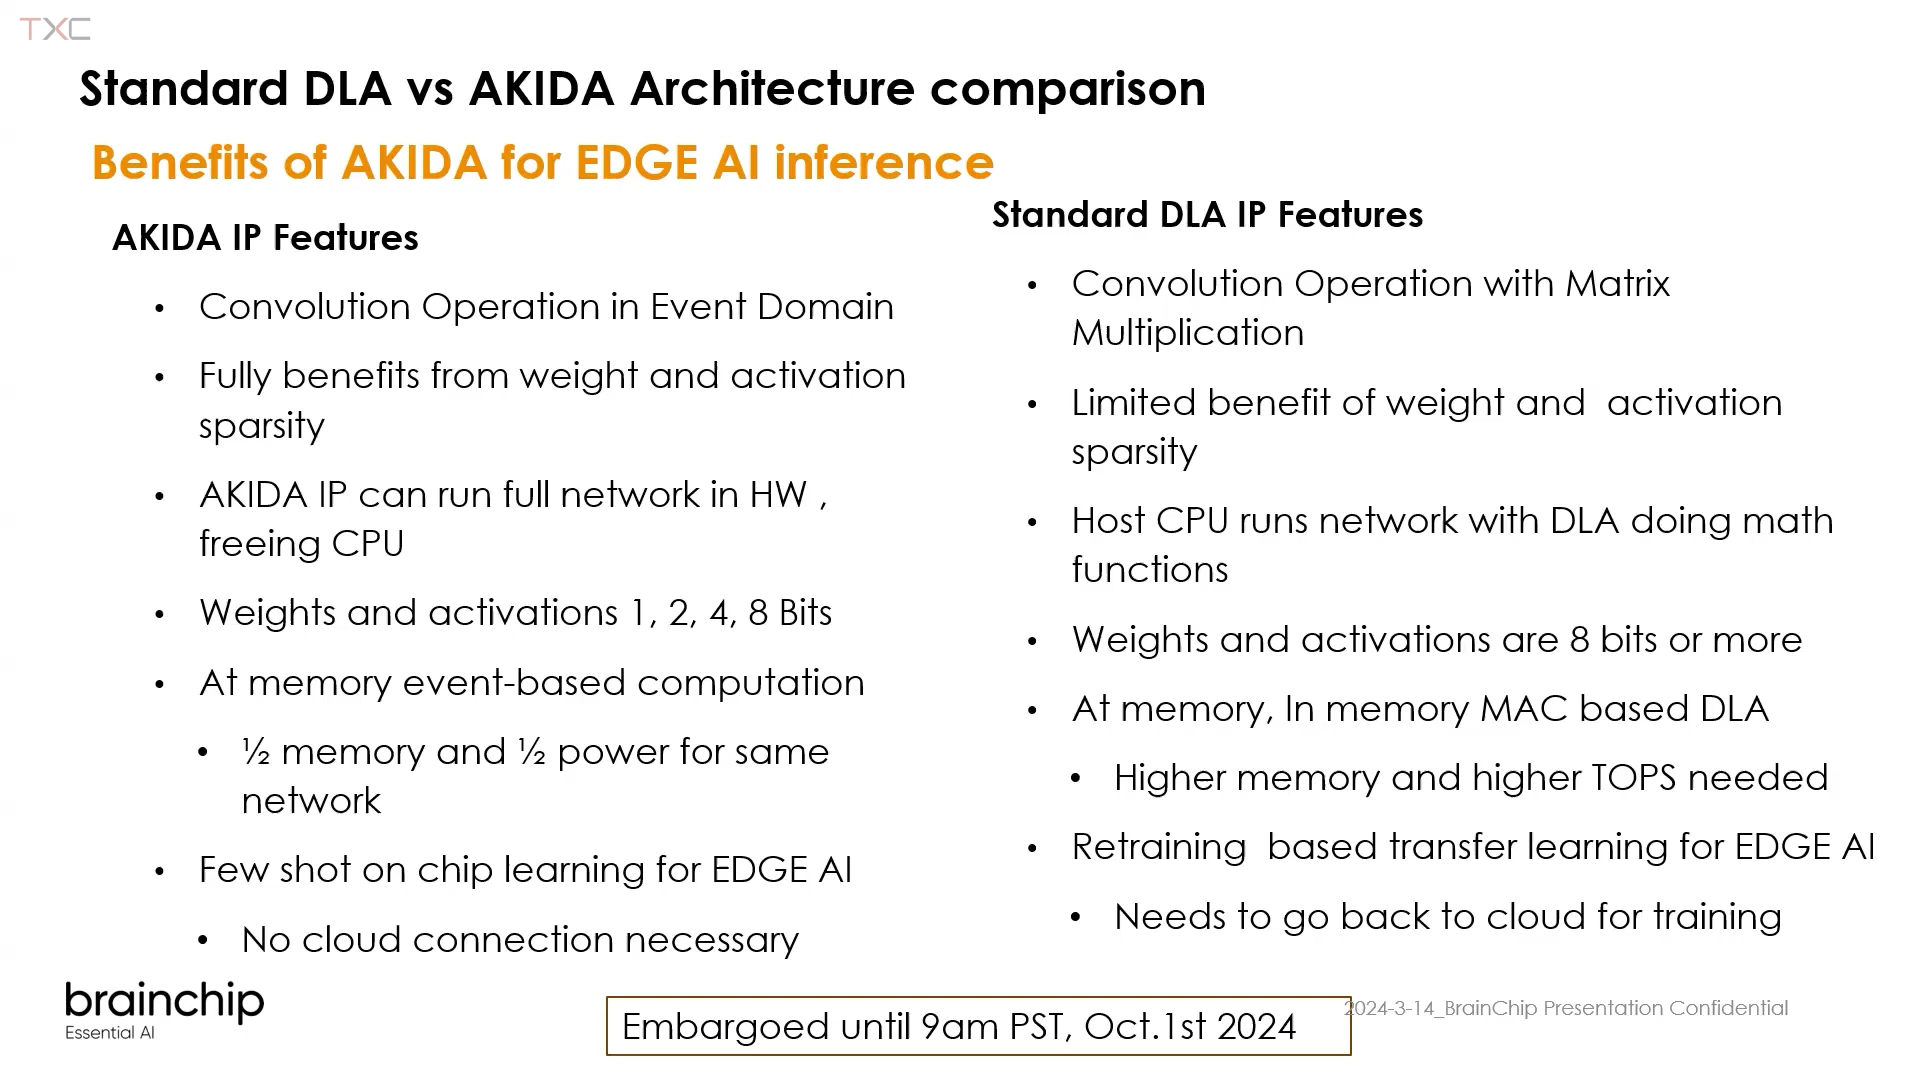 TXC
Standard DLA vs AKIDA Architecture comparison
Benefits of AKIDA for EDGE AI inference
AKIDA IP Features
• Convolution Operation in Event Domain
• Fully benefits from weight and activation
sparsity
• AKIDA IP can run full network in HW ,
freeing CPU
• Weights and activations 1, 2, 4, 8 Bits
• At memory event-based computation
• ½ memory and ½ power for same
network
• Few shot on chip learning for EDGE AI
• No cloud connection necessary
Standard DLA IP Features
• Convolution Operation with Matrix
Multiplication
• Limited benefit of weight and  activation
sparsity
• Host CPU runs network with DLA doing math
functions
• Weights and activations are 8 bits or more
• At memory, In memory MAC based DLA
• Higher memory and higher TOPS needed
• Retraining  based transfer learning for EDGE AI
• Needs to go back to cloud for training
brainchip
Essential AI
Embargoed until 9am PST, Oct.1st 2024
2024-3-14_BrainChip Presentation Confidential